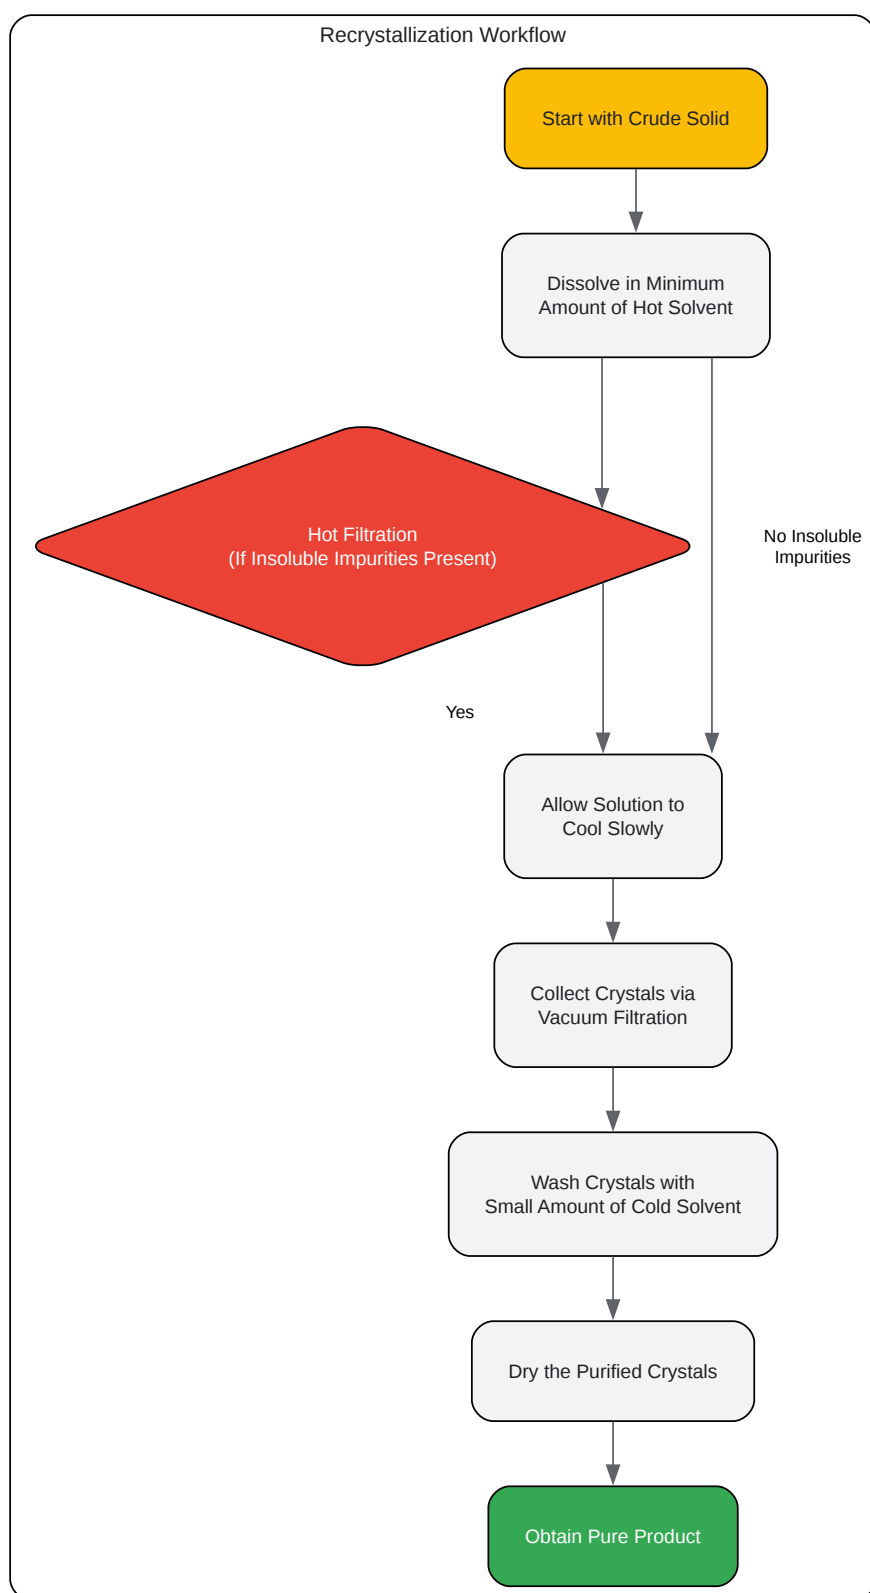 Recrystallization Workflow
Start with Crude Solid
Dissolve in Minimum
Amount of Hot Solvent
Hot Filtration
(If Insoluble Impurities Present)
No Insoluble
Impurities
Yes
Allow Solution to
Cool Slowly
Collect Crystals via
Vacuum Filtration
Wash Crystals with
Small Amount of Cold Solvent
Dry the Purified Crystals
Obtain Pure Product